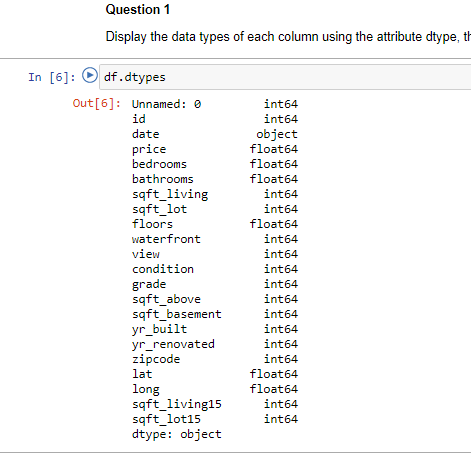 Question 1
Display the data types of each column using the attribute dtype,
In [6]: df.dtypes
Out[6]: Unnamed: 0 int64
id int64
date object
price float64
bedrooms float64
bathrooms float64
sqft_living int64
sqft_lot int64
floors float64
waterfront int64
view int64
condition int64
grade int64
sqft_above int64
sqft_basement int64
yr_built int64
yr_renovated int64
zipcode int64
lat float64
long float64
sqft_living15 int64
sqft_lot15 int64
dtype: object